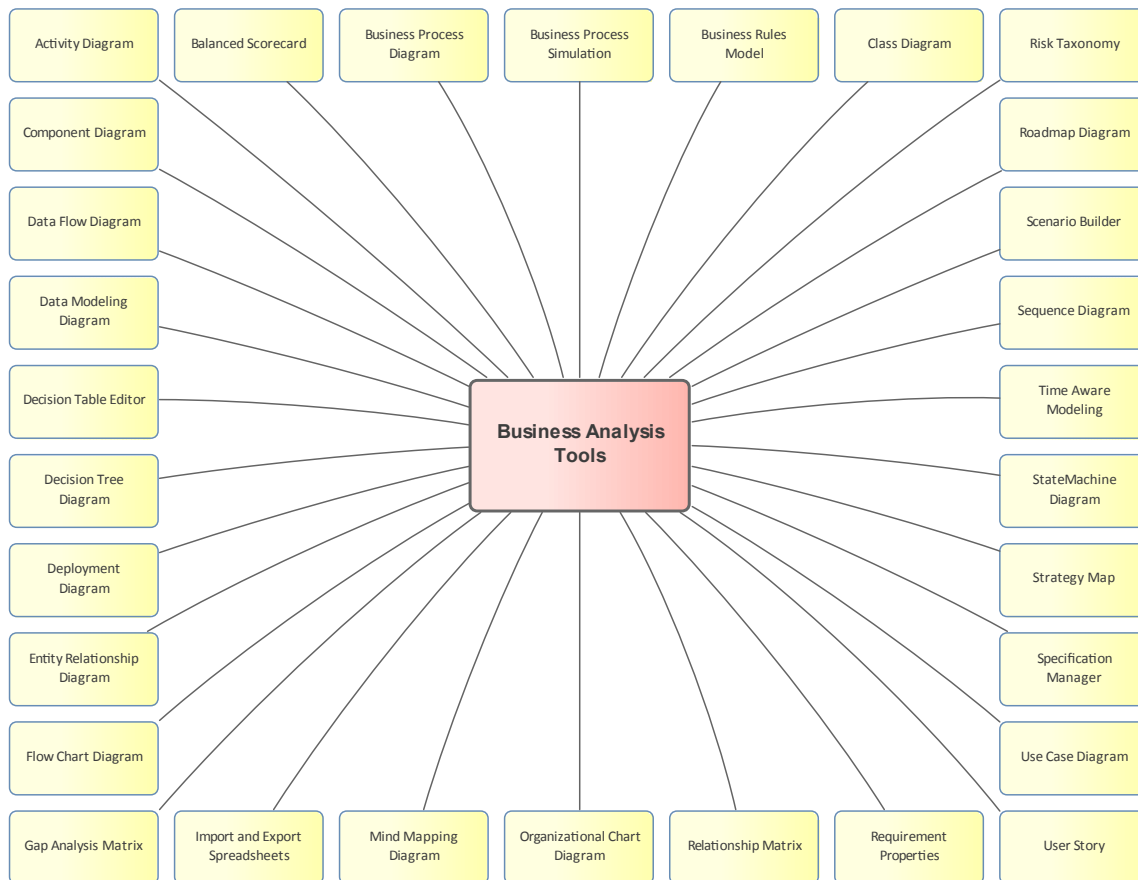 Activity Diagram
Balanced Scorecard
Business Process
Diagram
Business Process
Simulation
Business Rules
Model
Class Diagram
Risk Taxonomy
Component Diagram
Roadmap Diagram
Data Flow Diagram
Scenario Builder
Data Modeling
Diagram
Sequence Diagram
Decision Table Editor
Business Analysis
Tools
Time Aware
Modeling
Decision Tree
Diagram
StateMachine
Diagram
Deployment
Diagram
Strategy Map
Entity Relationship
Diagram
Specification
Manager
Flow Chart Diagram
Use Case Diagram
Gap Analysis Matrix
Import and Export
Spreadsheets
Mind Mapping
Diagram
Organizational Chart
Diagram
Relationship Matrix
Requirement
Properties
User Story